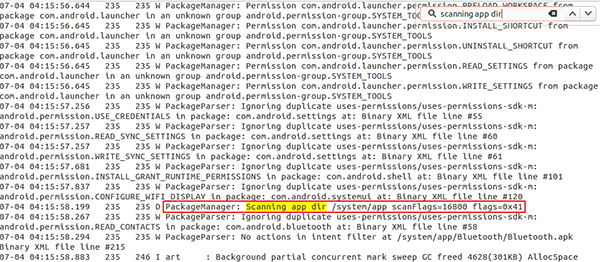 07-04 04:15:56.644   235   235 W PackageManager: Permission com.android.launcher.permission.PRELOAD_WORKSPACE from
package com.android.launcher in an unknown group android.permission-group.SYSTEM_TOOLS
scanning app dir
07-04 04:15:56.645   235   235 W PackageManager: Permission com.android.launcher.permission.INSTALL_SHORTCUT from
package com.android.launcher in an unknown group android.permission-group.SYSTEM_TOOLS
07-04 04:15:56.645   235   235 W PackageManager: Permission com.android.launcher.permission.UNINSTALL_SHORTCUT from
package com.android.launcher in an unknown group android.permission-group.SYSTEM_TOOLS
07-04 04:15:56.645   235   235 W PackageManager: Permission com.android.launcher.permission.READ_SETTINGS from package
com.android.launcher in an unknown group android.permission-group.SYSTEM_TOOLS
07-04 04:15:56.645   235   235 W PackageManager: Permission com.android.launcher.permission.WRITE_SETTINGS from package
com.android.launcher in an unknown group android.permission-group.SYSTEM_TOOLS
07-04 04:15:57.256   235   235 W PackageParser: Ignoring duplicate uses-permissions/uses-permissions-sdk-m:
android.permission.USE_CREDENTIALS in package: com.android.settings at: Binary XML file line #55
07-04 04:15:57.257   235   235 W PackageParser: Ignoring duplicate uses-permissions/uses-permissions-sdk-m:
android.permission.READ_SYNC_SETTINGS in package: com.android.settings at: Binary XML file line #60
07-04 04:15:57.257   235   235 W PackageParser: Ignoring duplicate uses-permissions/uses-permissions-sdk-m:
android.permission.WRITE_SYNC_SETTINGS in package: com.android.settings at: Binary XML file line #61
07-04 04:15:57.681   235   235 W PackageParser: Ignoring duplicate uses-permissions/uses-permissions-sdk-m:
android.permission.INSTALL_GRANT_RUNTIME_PERMISSIONS in package: com.android.shell at: Binary XML file line #101
07-04 04:15:57.837   235   235 W PackageParser: Ignoring duplicate uses-permissions/uses-permissions-sdk-m:
android.permission.CONFIGURE_WIFI_DISPLAY in package: com.android.systemui at: Binary XML file line #120
07-04 04:15:58.199   235   235 D PackageManager: Scanning app dir /system/app scanFlags=16800 flags=0x41
07-04 04:15:58.267   235   235 W PackageParser: Ignoring duplicate uses-permissions/uses-permissions-sdk-m:
android.permission.READ_CONTACTS in package: com.android.bluetooth at: Binary XML file line #58
07-04 04:15:58.294   235   235 W PackageParser: No actions in intent filter at /system/app/Bluetooth/Bluetooth.apk
Binary XML file line #215
07-04 04:15:58.883   246   246 I art     : Background partial concurrent mark sweep GC freed 4628(301KB) AllocSpace